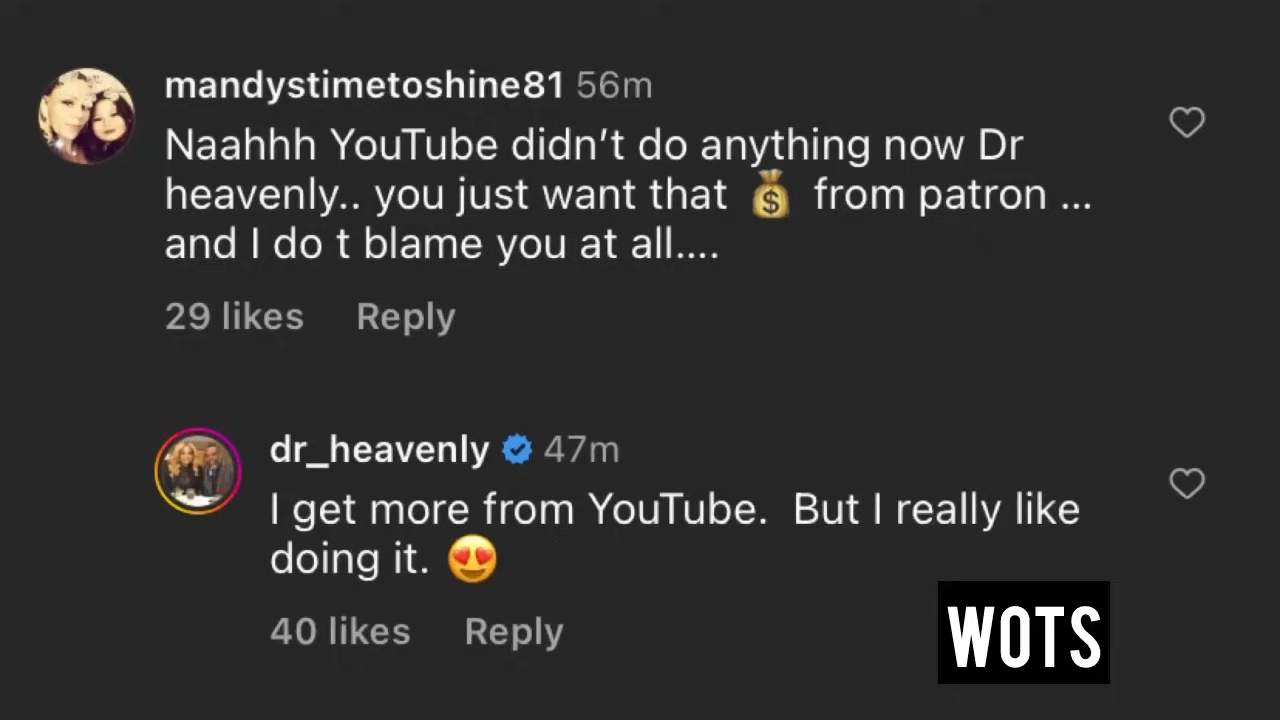 mandystimetoshine81 56m
Naahhh YouTube didn’t do anything now Dr
heavenly.. you just want that 💰 from patron ...
and I do t blame you at all....
29 likes Reply
dr_heavenly 47m
I get more from YouTube. But I really like
doing it. 😍
40 likes Reply
WOTS